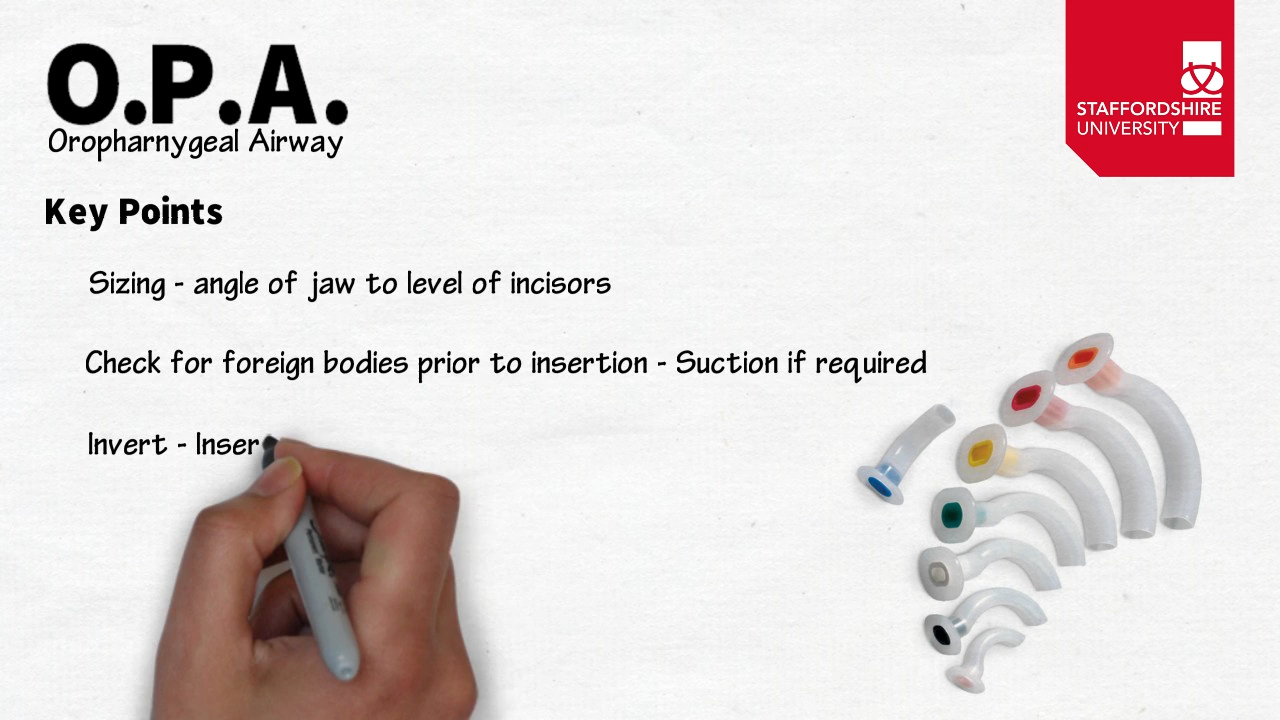 O.P.A.
Oropharnygeal Airway
STAFFORDSHIRE
UNIVERSITY
Key Points
Sizing - angle of jaw to level of incisors
Check for foreign bodies prior to insertion - Suction if required
Invert - Inser